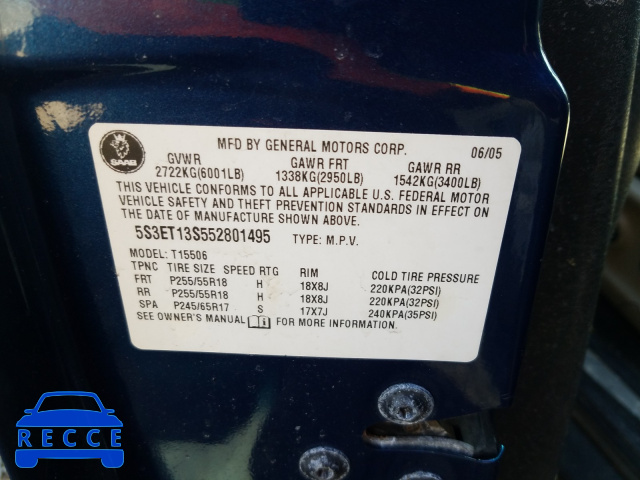 SAAB
MFD BY GENERAL MOTORS CORP. 06/05
GVWR GAWR FRT GAWR RR
2722KG(6001LB) 1338KG(2950LB) 1542KG(3400LB)
THIS VEHICLE CONFORMS TO ALL APPLICABLE U.S. FEDERAL MOTOR
VEHICLE SAFETY AND THEFT PREVENTION STANDARDS IN EFFECT ON
THE DATE OF MANUFACTURE SHOWN ABOVE.
5S3ET13S552801495 TYPE: M.P.V.
MODEL: T15506
TPNC TIRE SIZE SPEED RTG RIM COLD TIRE PRESSURE
FRT P255/55R18 H 18X8J 220KPA(32PSI)
RR P255/55R18 H 18X8J 220KPA(32PSI)
SPA P245/65R17 S 17X7J 240KPA(35PSI)
SEE OWNER'S MANUAL FOR MORE INFORMATION.
RECCE